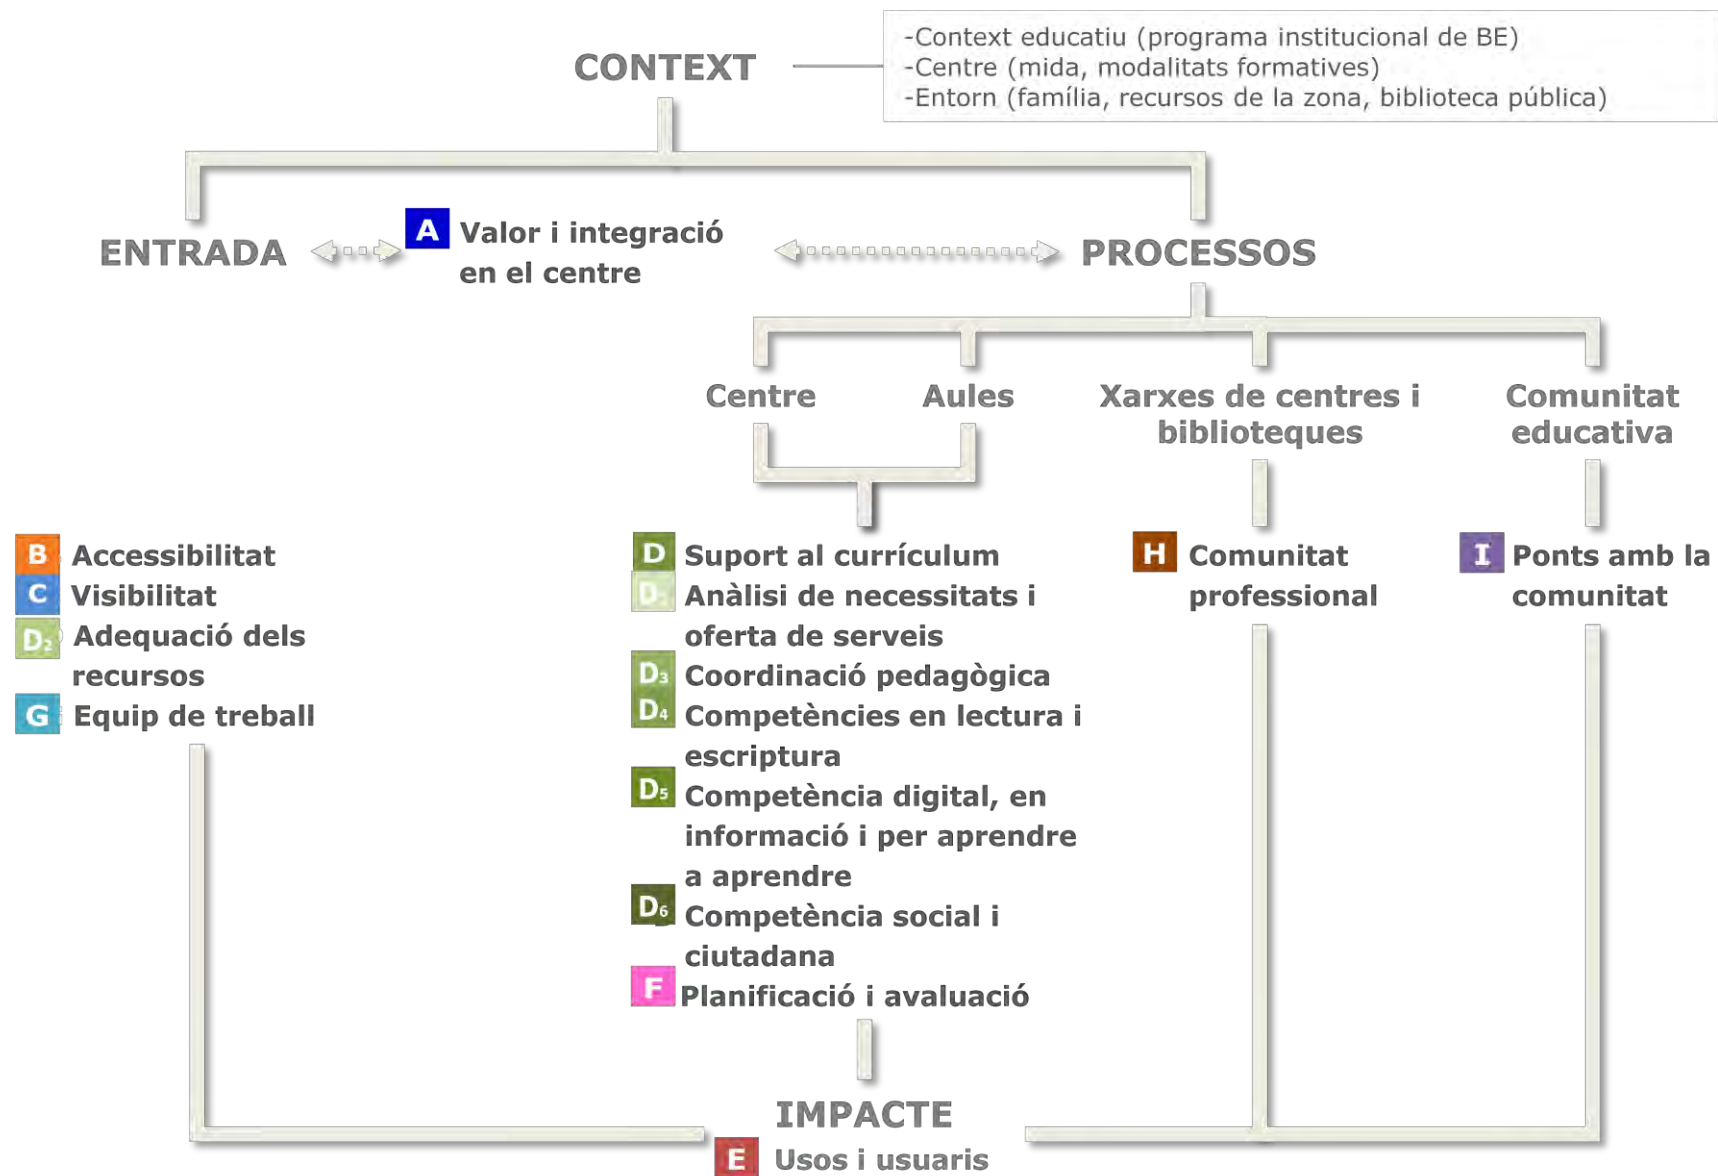 CONTEXT
-Context educatiu (programa institucional de BE)
-Centre (mida, modalitats formatives)
-Entorn (família, recursos de la zona, biblioteca pública)
ENTRADA
A Valor i integració
en el centre
PROCESSOS
Centre
Aules
Xarxes de centres i
biblioteques
Comunitat
educativa
B Accessibilitat
C Visibilitat
D2 Adequació dels
recursos
G Equip de treball
D Suport al currículum
Anàlisi de necessitats i
oferta de serveis
D3 Coordinació pedagògica
D4 Competències en lectura i
escriptura
D5 Competència digital, en
informació i per aprendre
a aprendre
D6 Competència social i
ciutadana
F Planificació i avaluació
H Comunitat
professional
I Ponts amb la
comunitat
IMPACTE
E Usos i usuaris